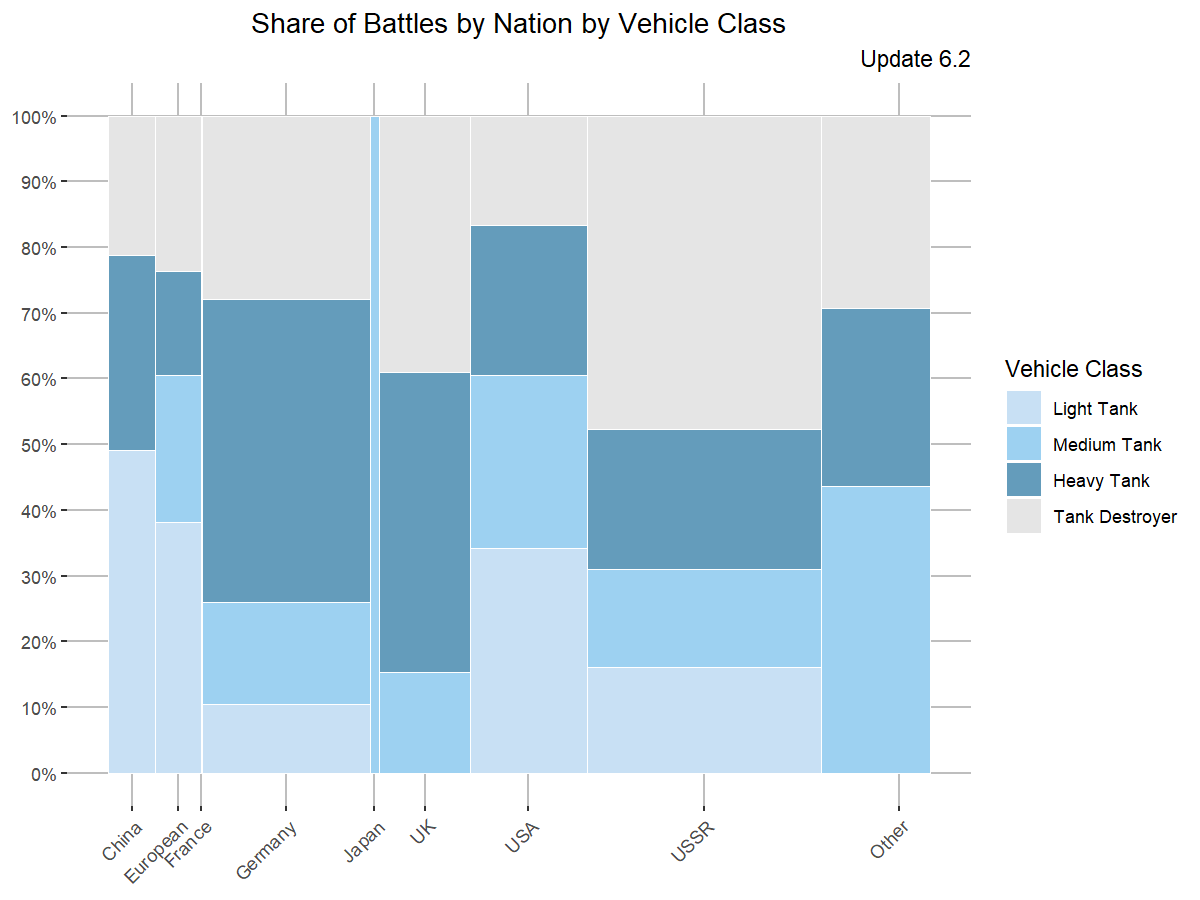 Share of Battles by Nation by Vehicle Class
Update 6.2
100%
90%
80%
70%
60%
50%
40%
30%
20%
10%
0%
China
European
France
Germany
Japan
UK
USA
USSR
Other
Vehicle Class
Light Tank
Medium Tank
Heavy Tank
Tank Destroyer